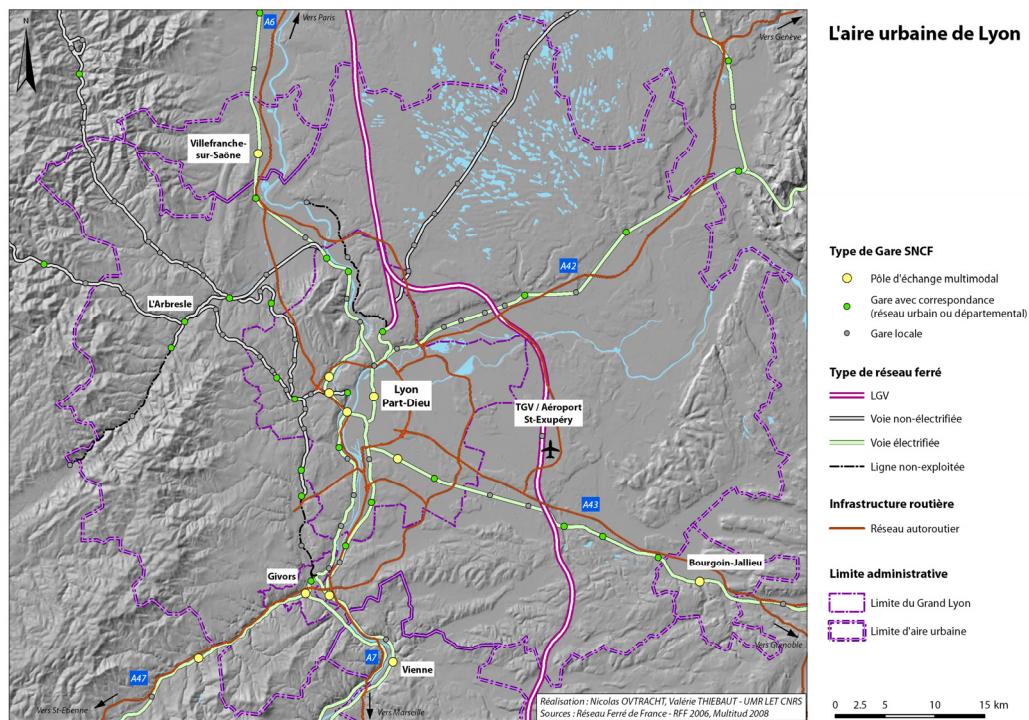 L'aire urbaine de Lyon
N
A6
Vers Paris
Vers Genève
Villefranche-
sur-Saône
A42
L'Arbresle
Lyon
Part-Dieu
TGV / Aéroport
St-Exupéry
A43
Bourgoin-Jallieu
Givors
Vers Grenoble
A7
Vienne
A47
Vers St-Etienne
Vers Marseille
Réalisation : Nicolas OVTRACHT, Valérie THIEBAUT - UMR LET CNRS
Sources : Réseau Ferré de France - RFF 2006, Multitud 2008
Type de Gare SNCF
Pôle d'échange multimodal
Gare avec correspondance
(réseau urbain ou départemental)
Gare locale
Type de réseau ferré
LGV
Voie non-électrifiée
Voie électrifiée
Ligne non-exploitée
Infrastructure routière
Réseau autoroutier
Limite administrative
Limite du Grand Lyon
Limite d'aire urbaine
0 2.5 5 10 15 km